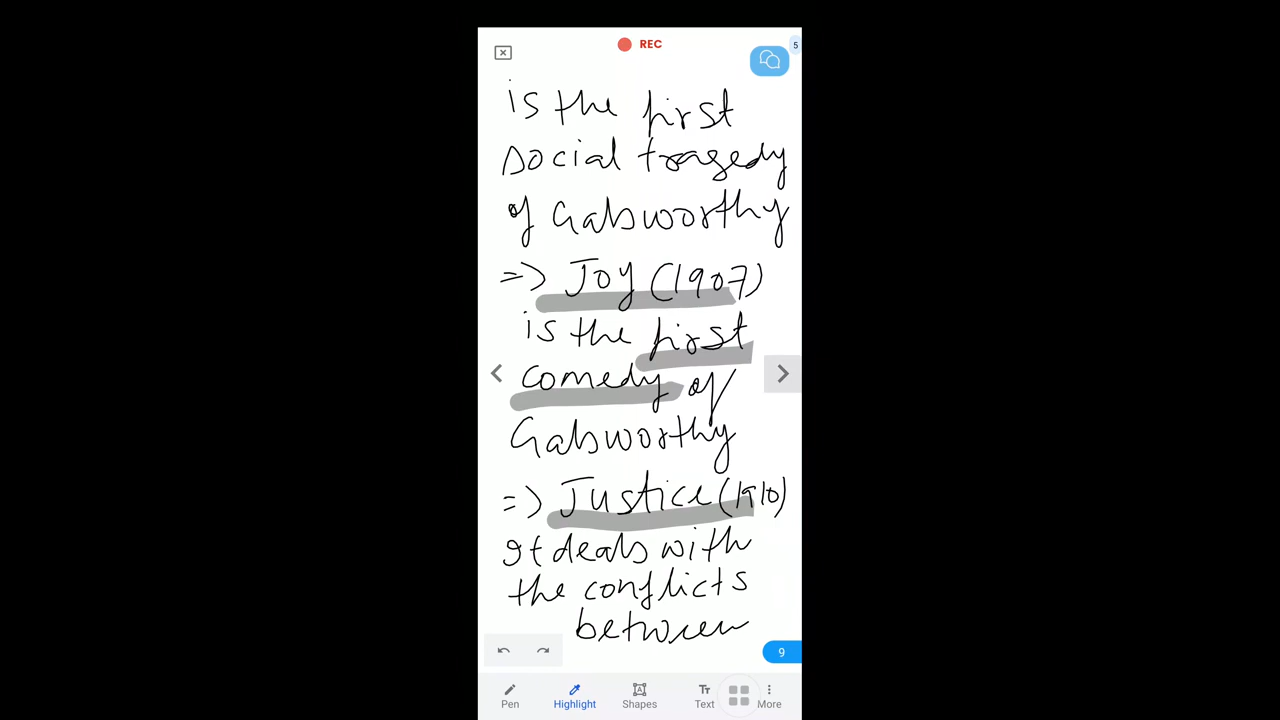 REC
5
is the first
social tragedy
of Galsworthy
=> Joy (1907)
is the first
comedy of
Galsworthy
=> Justice (1910)
It deals with
the conflicts
between
9
Pen Highlight Shapes Text More